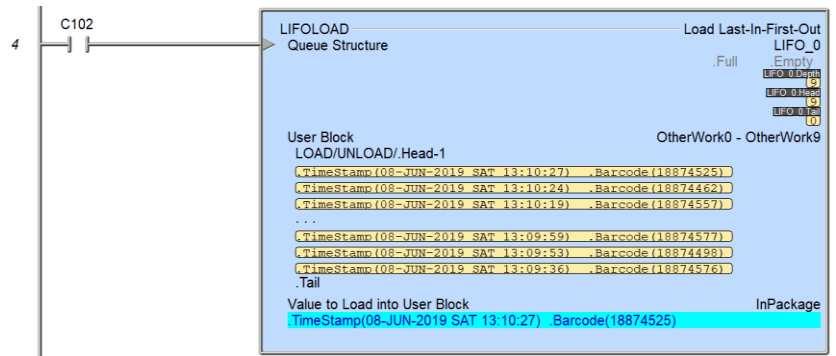 C102
4
LIFOLOAD Load Last-In-First-Out
Queue Structure LIFO_0
.Full .Empty
LIFO_0.Depth
9
LIFO_0.Head
9
LIFO_0.Tail
0
User Block OtherWork0 - OtherWork9
LOAD/UNLOAD/.Head-1
.TimeStamp(08-JUN-2019 SAT 13:10:27) .Barcode(18874525)
.TimeStamp(08-JUN-2019 SAT 13:10:24) .Barcode(18874462)
.TimeStamp(08-JUN-2019 SAT 13:10:19) .Barcode(18874557)
. . .
.TimeStamp(08-JUN-2019 SAT 13:09:59) .Barcode(18874577)
.TimeStamp(08-JUN-2019 SAT 13:09:53) .Barcode(18874498)
.TimeStamp(08-JUN-2019 SAT 13:09:36) .Barcode(18874576)
.Tail
Value to Load into User Block InPackage
.TimeStamp(08-JUN-2019 SAT 13:10:27) .Barcode(18874525)